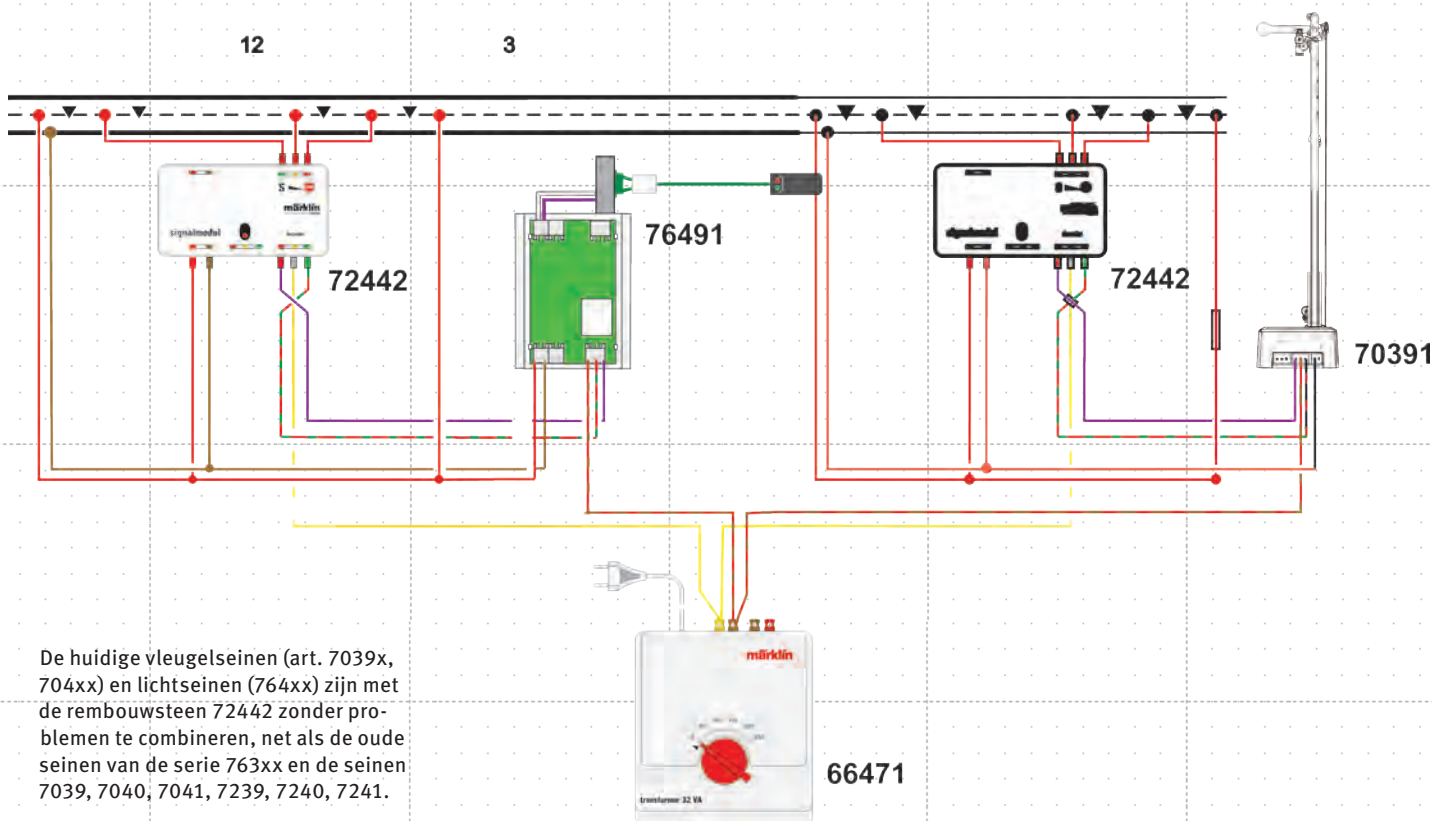 12
3
S
märklin
signalmodul
72442
76491
72442
70391
märklin
De huidige vleugelseinen (art. 7039x,
704xx) en lichtseinen (764xx) zijn met
de rembouwsteen 72442 zonder pro-
blemen te combineren, net als de oude
seinen van de serie 763xx en de seinen
7039, 7040, 7041, 7239, 7240, 7241.
66471
32 VA